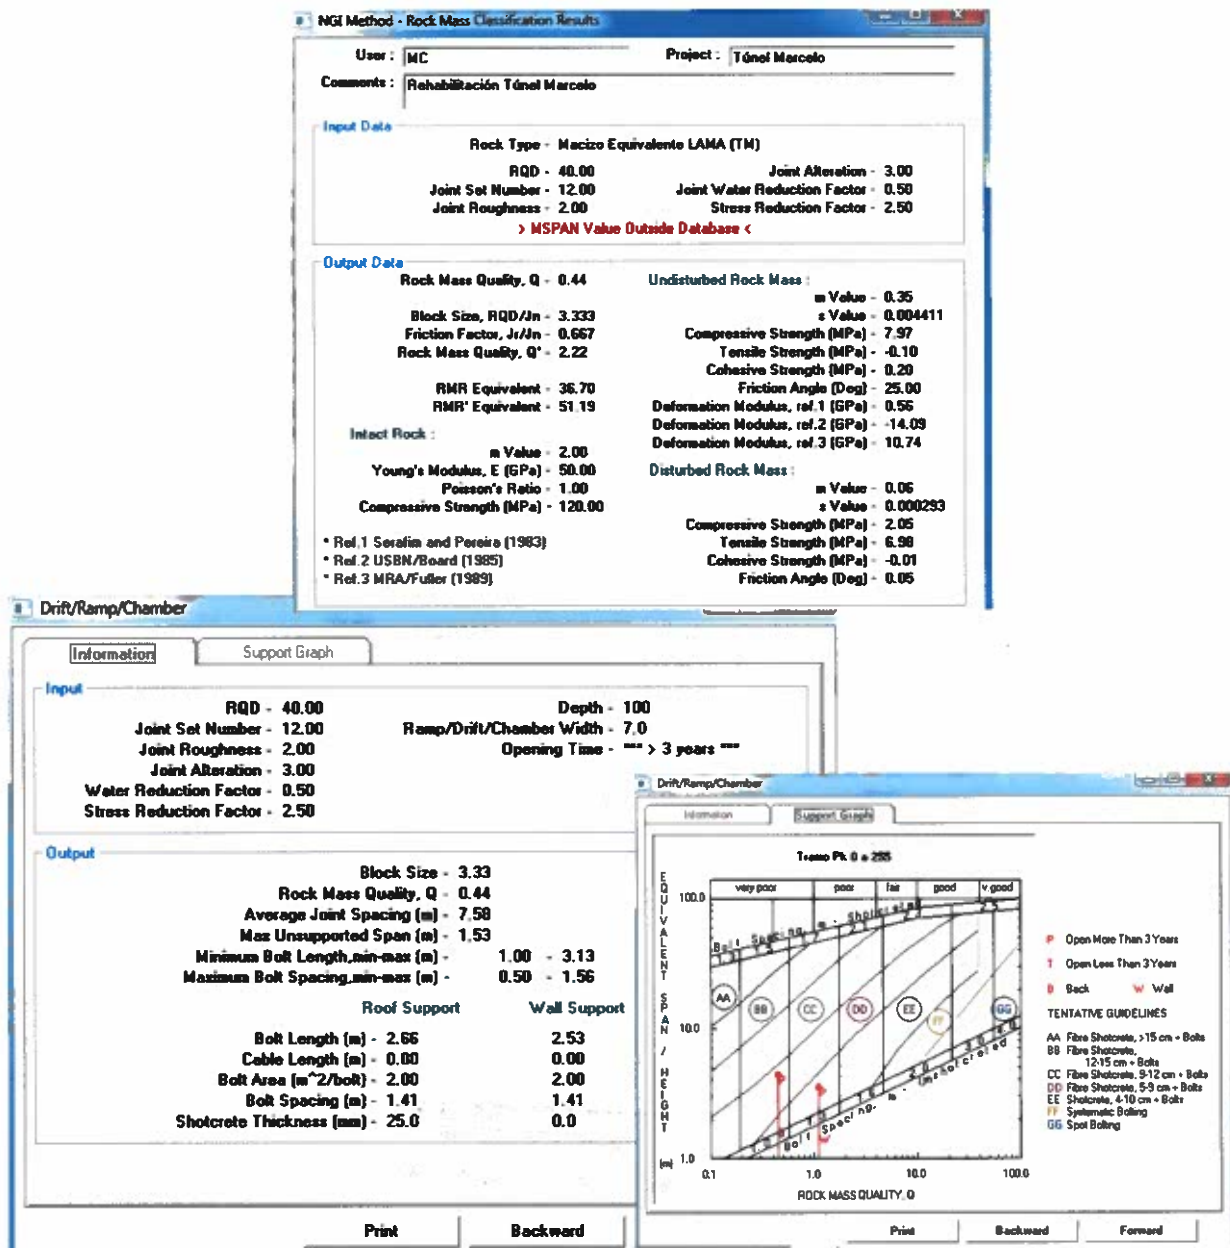 NGI Method - Rock Mass Classification Results
User : MC Project : Túnel Marcelo
Comments : Rehabilitación Túnel Marcelo
Input Data
Rock Type - Macizo Equivalente LAMA (TM)
RQD - 40.00 Joint Alteration - 3.00
Joint Set Number - 12.00 Joint Water Reduction Factor - 0.50
Joint Roughness - 2.00 Stress Reduction Factor - 2.50
> MSPAN Value Outside Database <
Output Data
Rock Mass Quality, Q - 0.44
Block Size, RQD/Jn - 3.333
Friction Factor, Jr/Jn - 0.667
Rock Mass Quality, Q' - 2.22
RMR Equivalent - 36.70
RMR' Equivalent - 51.19
Intact Rock :
m Value - 2.00
Young's Modulus, E (GPa) - 50.00
Poisson's Ratio - 1.00
Compressive Strength (MPa) - 120.00
* Ref.1 Serafim and Pereira (1983)
* Ref.2 USBN/Board (1985)
* Ref.3 MRA/Fuller (1989)
Undisturbed Rock Mass :
m Value - 0.35
s Value - 0.004411
Compressive Strength (MPa) - 7.97
Tensile Strength (MPa) - -0.10
Cohesive Strength (MPa) - 0.20
Friction Angle (Deg) - 25.00
Deformation Modulus, ref.1 (GPa) - 0.56
Deformation Modulus, ref.2 (GPa) - -14.09
Deformation Modulus, ref.3 (GPa) - 10.74
Disturbed Rock Mass :
m Value - 0.06
s Value - 0.000293
Compressive Strength (MPa) - 2.05
Tensile Strength (MPa) - 6.98
Cohesive Strength (MPa) - -0.01
Friction Angle (Deg) - 0.05
Drift/Ramp/Chamber
Information Support Graph
Input
RQD - 40.00 Depth - 100
Joint Set Number - 12.00 Ramp/Drift/Chamber Width - 7.0
Joint Roughness - 2.00 Opening Time - *** > 3 years ***
Joint Alteration - 3.00
Water Reduction Factor - 0.50
Stress Reduction Factor - 2.50
Output
Block Size - 3.33
Rock Mass Quality, Q - 0.44
Average Joint Spacing (m) - 7.58
Max Unsupported Span (m) - 1.53
Minimum Bolt Length,min-max (m) - 1.00 - 3.13
Maximum Bolt Spacing,min-max (m) - 0.50 - 1.56
Roof Support Wall Support
Bolt Length (m) - 2.66 2.53
Cable Length (m) - 0.00 0.00
Bolt Area (m^2/bolt) - 2.00 2.00
Bolt Spacing (m) - 1.41 1.41
Shotcrete Thickness (mm) - 25.0 0.0
Print Backward
Drift/Ramp/Chamber
Information Support Graph
Tramo Pk 0 a 255
very poor poor fair good v.good
EQUIVALENT SPAN / HEIGHT (m)
100.0
10.0
1.0
Bolt Spacing, m - Shotcreted
AA BB CC DD EE FF GG
Bolt Spacing, m - Unshotcreted
0.1 1.0 10.0 100.0
ROCK MASS QUALITY, Q
P Open More Than 3 Years
T Open Less Than 3 Years
B Back W Wall
TENTATIVE GUIDELINES
AA Fibre Shotcrete, >15 cm + Bolts
BB Fibre Shotcrete,
12-15 cm + Bolts
CC Fibre Shotcrete, 9-12 cm + Bolts
DD Fibre Shotcrete, 5-9 cm + Bolts
EE Shotcrete, 4-10 cm + Bolts
FF Systematic Bolting
GG Spot Bolting
Print Backward Forward